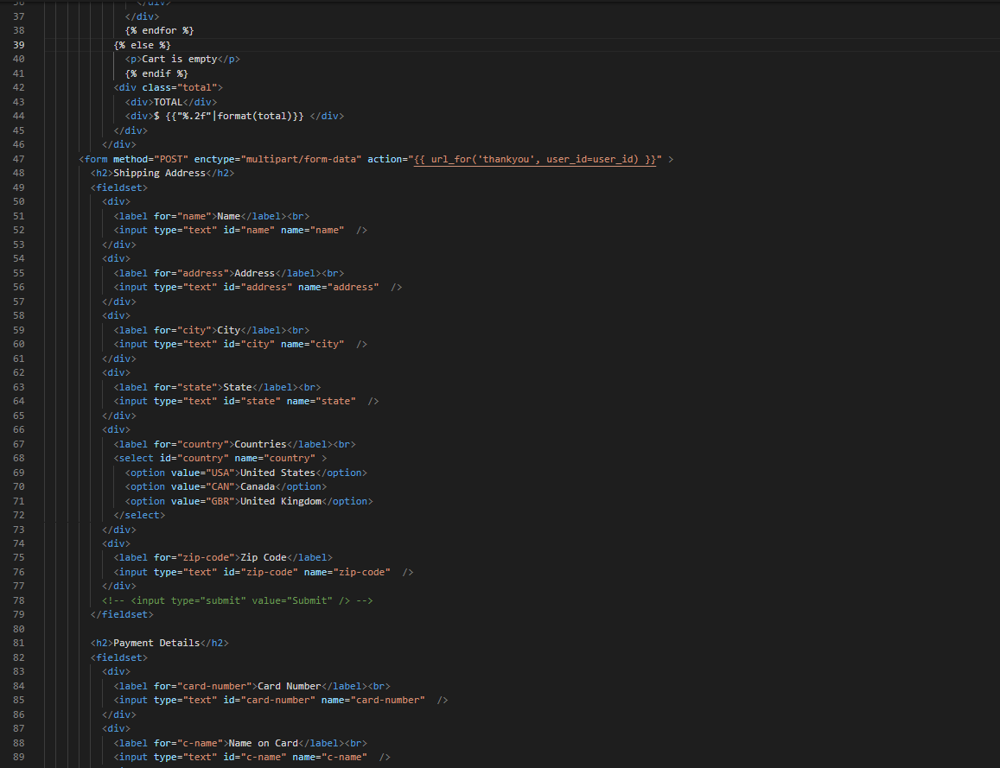 36 </div>
37 </div>
38 {% endfor %}
39 {% else %}
40 <p>Cart is empty</p>
41 {% endif %}
42 <div class="total">
43 <div>TOTAL</div>
44 <div>$ {{"%.2f"|format(total)}} </div>
45 </div>
46 </div>
47 <form method="POST" enctype="multipart/form-data" action="{{ url_for('thankyou', user_id=user_id) }}" >
48 <h2>Shipping Address</h2>
49 <fieldset>
50 <div>
51 <label for="name">Name</label><br>
52 <input type="text" id="name" name="name"  />
53 </div>
54 <div>
55 <label for="address">Address</label><br>
56 <input type="text" id="address" name="address"  />
57 </div>
58 <div>
59 <label for="city">City</label><br>
60 <input type="text" id="city" name="city"  />
61 </div>
62 <div>
63 <label for="state">State</label><br>
64 <input type="text" id="state" name="state"  />
65 </div>
66 <div>
67 <label for="country">Countries</label><br>
68 <select id="country" name="country" >
69 <option value="USA">United States</option>
70 <option value="CAN">Canada</option>
71 <option value="GBR">United Kingdom</option>
72 </select>
73 </div>
74 <div>
75 <label for="zip-code">Zip Code</label>
76 <input type="text" id="zip-code" name="zip-code"  />
77 </div>
78 <!-- <input type="submit" value="Submit" /> -->
79 </fieldset>
80
81 <h2>Payment Details</h2>
82 <fieldset>
83 <div>
84 <label for="card-number">Card Number</label><br>
85 <input type="text" id="card-number" name="card-number"  />
86 </div>
87 <div>
88 <label for="c-name">Name on Card</label><br>
89 <input type="text" id="c-name" name="c-name"  />